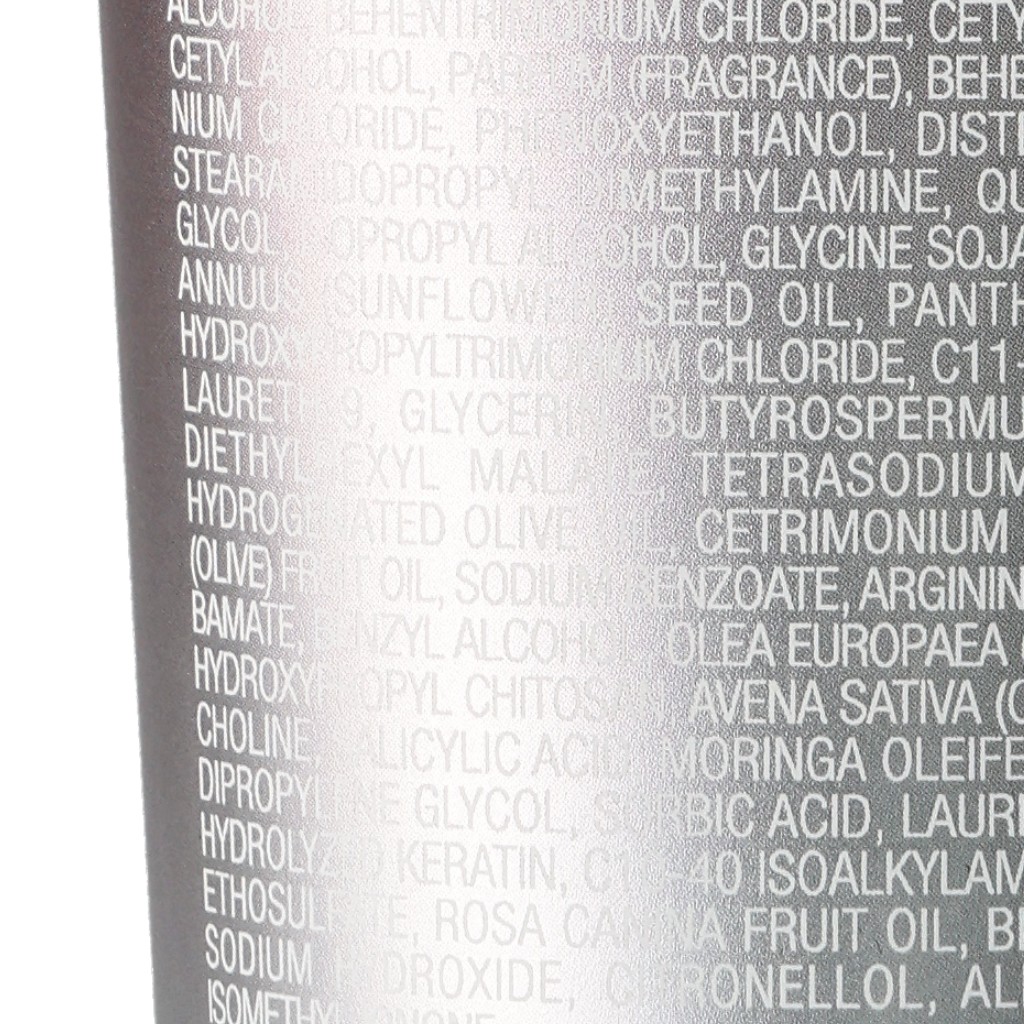 ALCOHOL, BEHENTRIMONIUM CHLORIDE, CETY
CETYL ALCOHOL, PARFUM (FRAGRANCE), BEHE
NIUM CHLORIDE, PHENOXYETHANOL, DISTE
STEARAMIDOPROPYL DIMETHYLAMINE, QU
GLYCOL, ISOPROPYL ALCOHOL, GLYCINE SOJA
ANNUUS (SUNFLOWER) SEED OIL, PANTH
HYDROXYPROPYLTRIMONIUM CHLORIDE, C11-
LAURETH-9, GLYCERIN, BUTYROSPERMU
DIETHYLHEXYL MALATE, TETRASODIUM
HYDROGENATED OLIVE OIL, CETRIMONIUM
(OLIVE) FRUIT OIL, SODIUM BENZOATE, ARGININ
BAMATE, BENZYL ALCOHOL, OLEA EUROPAEA
HYDROXYPROPYL CHITOSAN, AVENA SATIVA (O
CHOLINE, SALICYLIC ACID, MORINGA OLEIFE
DIPROPYLENE GLYCOL, SORBIC ACID, LAURE
HYDROLYZED KERATIN, ISOALKYLAM
ETHOSULFATE, ROSA CANINA FRUIT OIL, BE
SODIUM HYDROXIDE, CITRONELLOL, AL